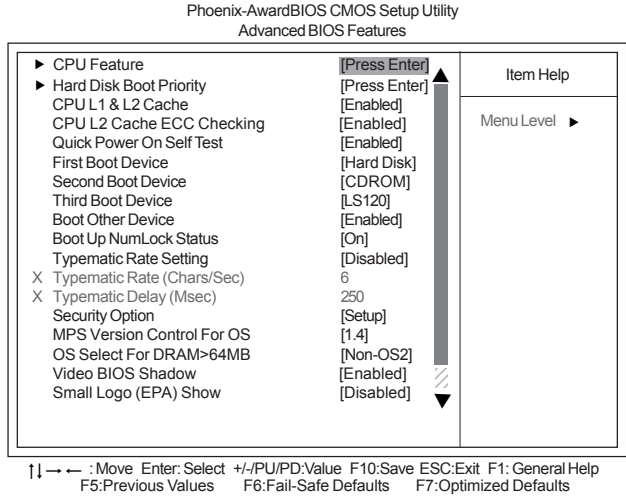 Phoenix-AwardBIOS CMOS Setup Utility
Advanced BIOS Features
► CPU Feature [Press Enter]
► Hard Disk Boot Priority [Press Enter]
CPU L1 & L2 Cache [Enabled]
CPU L2 Cache ECC Checking [Enabled]
Quick Power On Self Test [Enabled]
First Boot Device [Hard Disk]
Second Boot Device [CDROM]
Third Boot Device [LS120]
Boot Other Device [Enabled]
Boot Up NumLock Status [On]
Typematic Rate Setting [Disabled]
X Typematic Rate (Chars/Sec) 6
X Typematic Delay (Msec) 250
Security Option [Setup]
MPS Version Control For OS [1.4]
OS Select For DRAM>64MB [Non-OS2]
Video BIOS Shadow [Enabled]
Small Logo (EPA) Show [Disabled]
Item Help
Menu Level ►
↑↓→← : Move Enter: Select +/-/PU/PD:Value F10:Save ESC:Exit F1: General Help
F5:Previous Values F6:Fail-Safe Defaults F7:Optimized Defaults